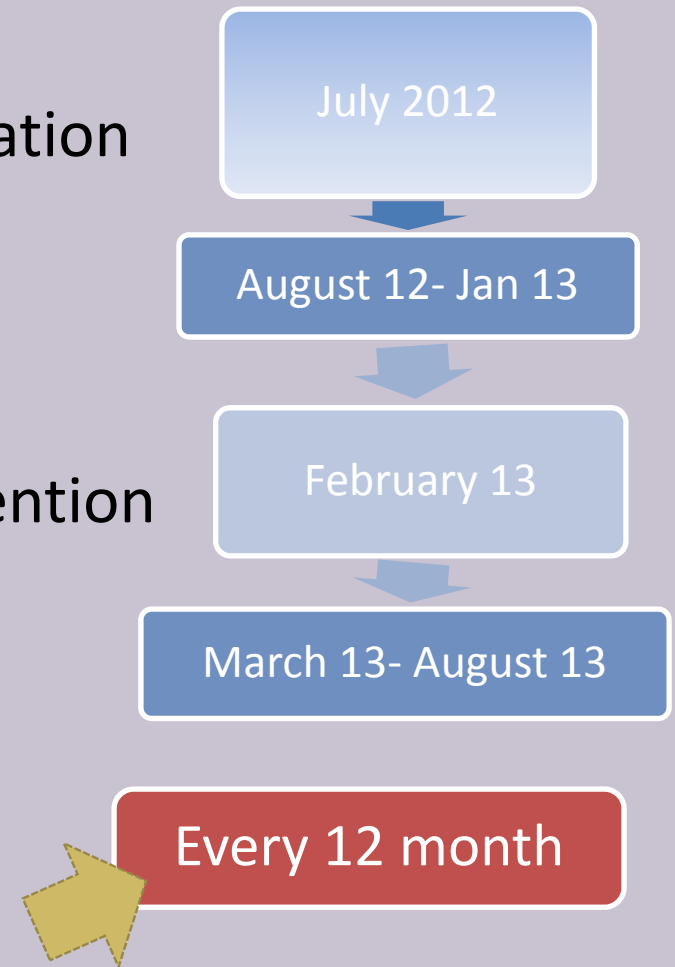 July 2012
ation
August 12- Jan 13
February 13
ention
March 13- August 13
Every 12 month